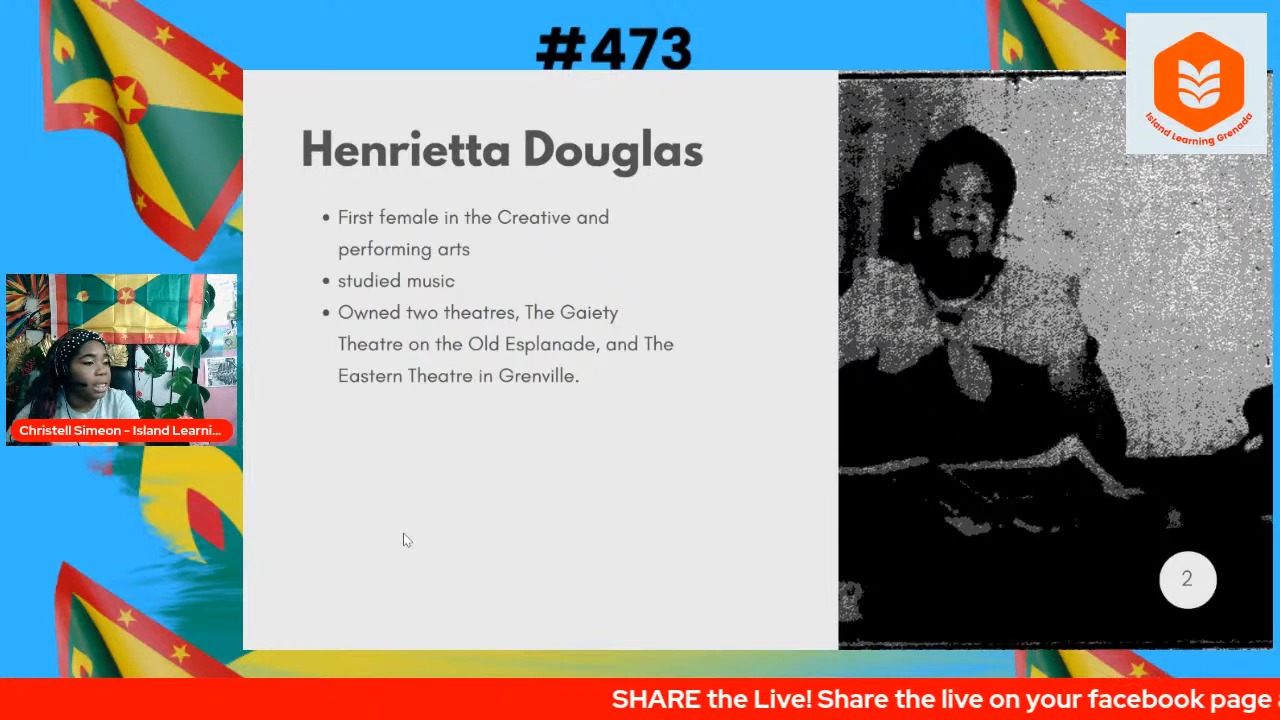 #473
Island Learning Grenada
Henrietta Douglas
• First female in the Creative and
performing arts
• studied music
• Owned two theatres, The Gaiety
Theatre on the Old Esplanade, and The
Eastern Theatre in Grenville.
Christell Simeon - Island Learni...
2
SHARE the Live! Share the live on your facebook page